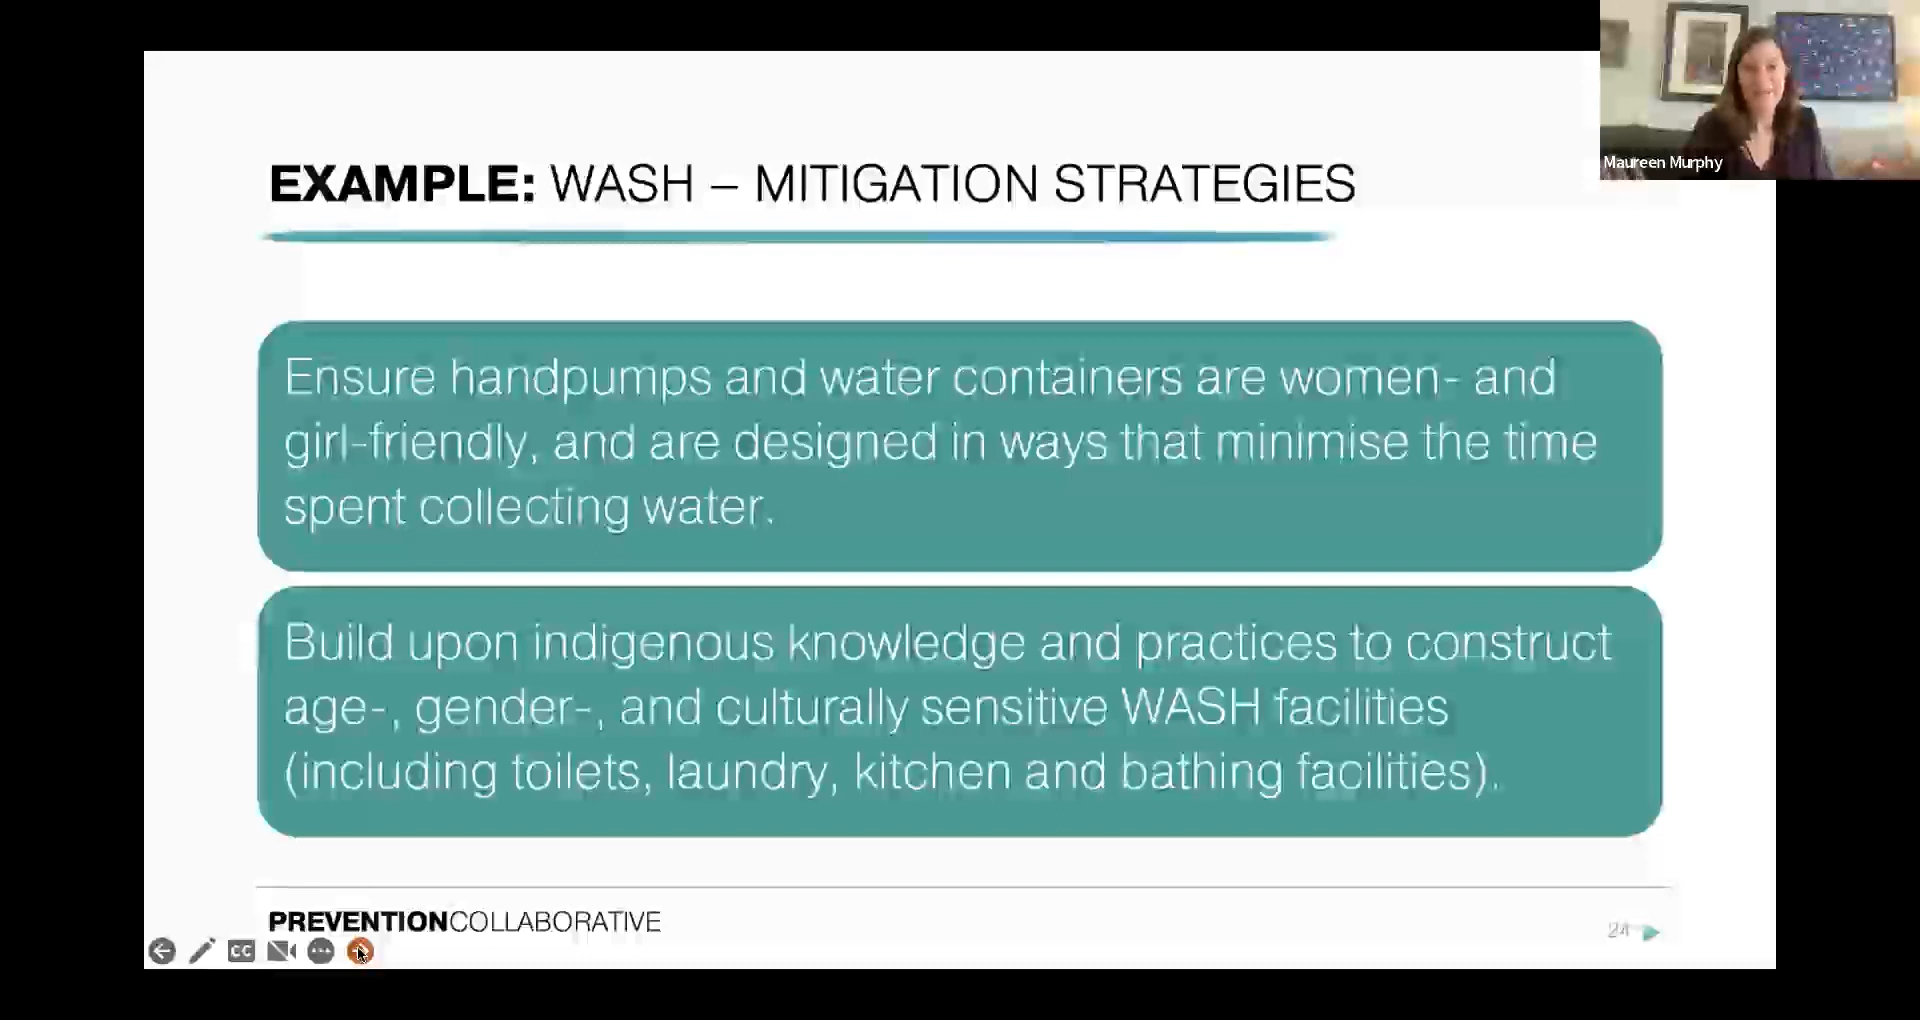 Maureen Murphy
EXAMPLE: WASH – MITIGATION STRATEGIES
Ensure handpumps and water containers are women- and
girl-friendly, and are designed in ways that minimise the time
spent collecting water.
Build upon indigenous knowledge and practices to construct
age-, gender-, and culturally sensitive WASH facilities
(including toilets, laundry, kitchen and bathing facilities).
PREVENTIONCOLLABORATIVE
24
CC